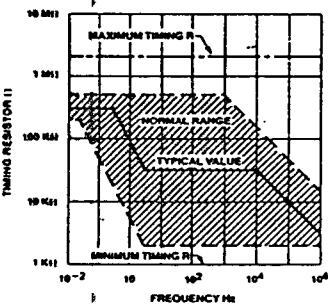 10 MΩ
MAXIMUM TIMING R
1 MΩ
TIMING RESISTOR
NORMAL RANGE
100 KΩ
TYPICAL VALUE
10 KΩ
MINIMUM TIMING R
1 KΩ
10⁻² 1 10 10² 10⁴ 10⁶
FREQUENCY Hz